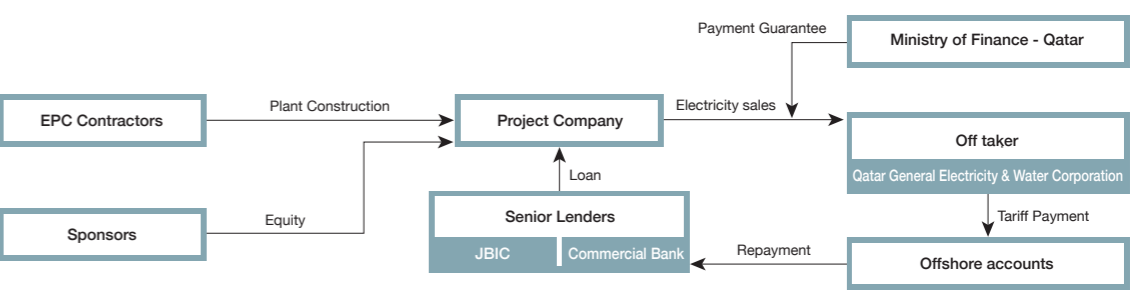 Payment Guarantee
Ministry of Finance - Qatar
EPC Contractors
Plant Construction
Project Company
Electricity sales
Off taker
Qatar General Electricity & Water Corporation
Loan
Sponsors
Equity
Senior Lenders
JBIC
Commercial Bank
Tariff Payment
Repayment
Offshore accounts